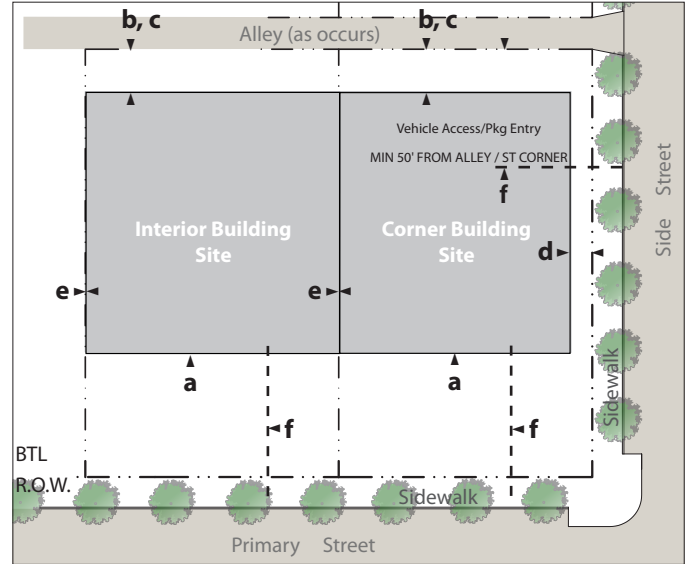 b, c
b, c
Alley (as occurs)
Vehicle Access/Pkg Entry
MIN 50' FROM ALLEY / ST CORNER
f
Interior Building
Site
Corner Building
Site
d
Side Street
e
e
a
a
Sidewalk
f
f
BTL
R.O.W.
Sidewalk
Primary Street